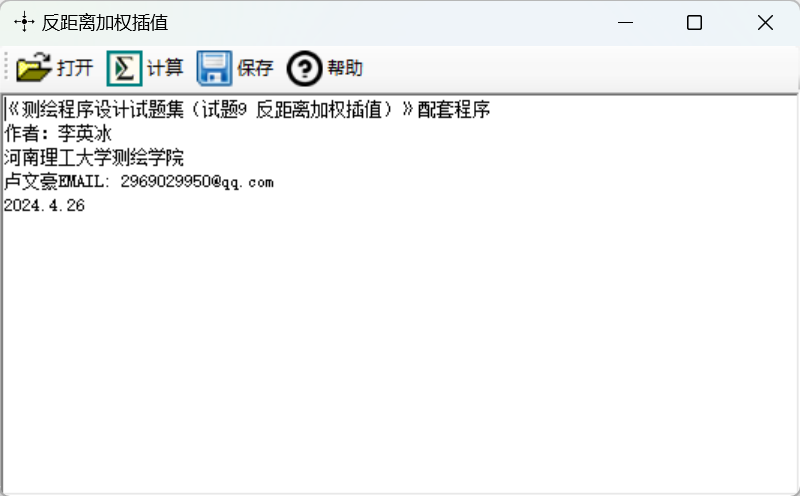 反距离加权插值
打开 计算 保存 帮助
《测绘程序设计试题集（试题9 反距离加权插值）》配套程序
作者：李英冰
河南理工大学测绘学院
卢文豪EMAIL: 2969029950@qq.com
2024.4.26